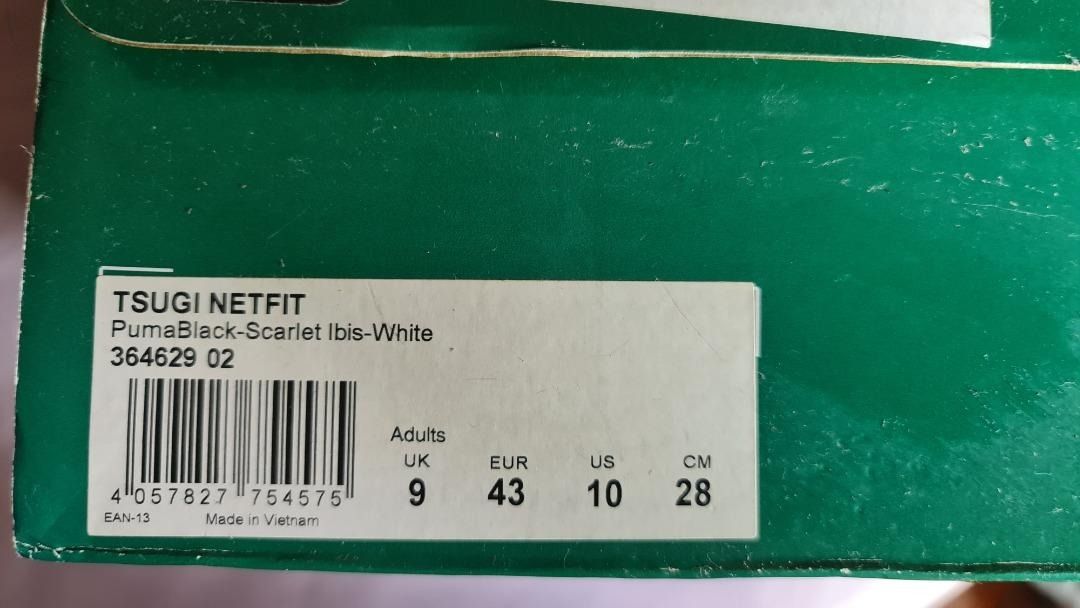 TSUGI NETFIT
PumaBlack-Scarlet Ibis-White
364629 02
4 057827 754575
EAN-13 Made in Vietnam
Adults
UK EUR US CM
9 43 10 28